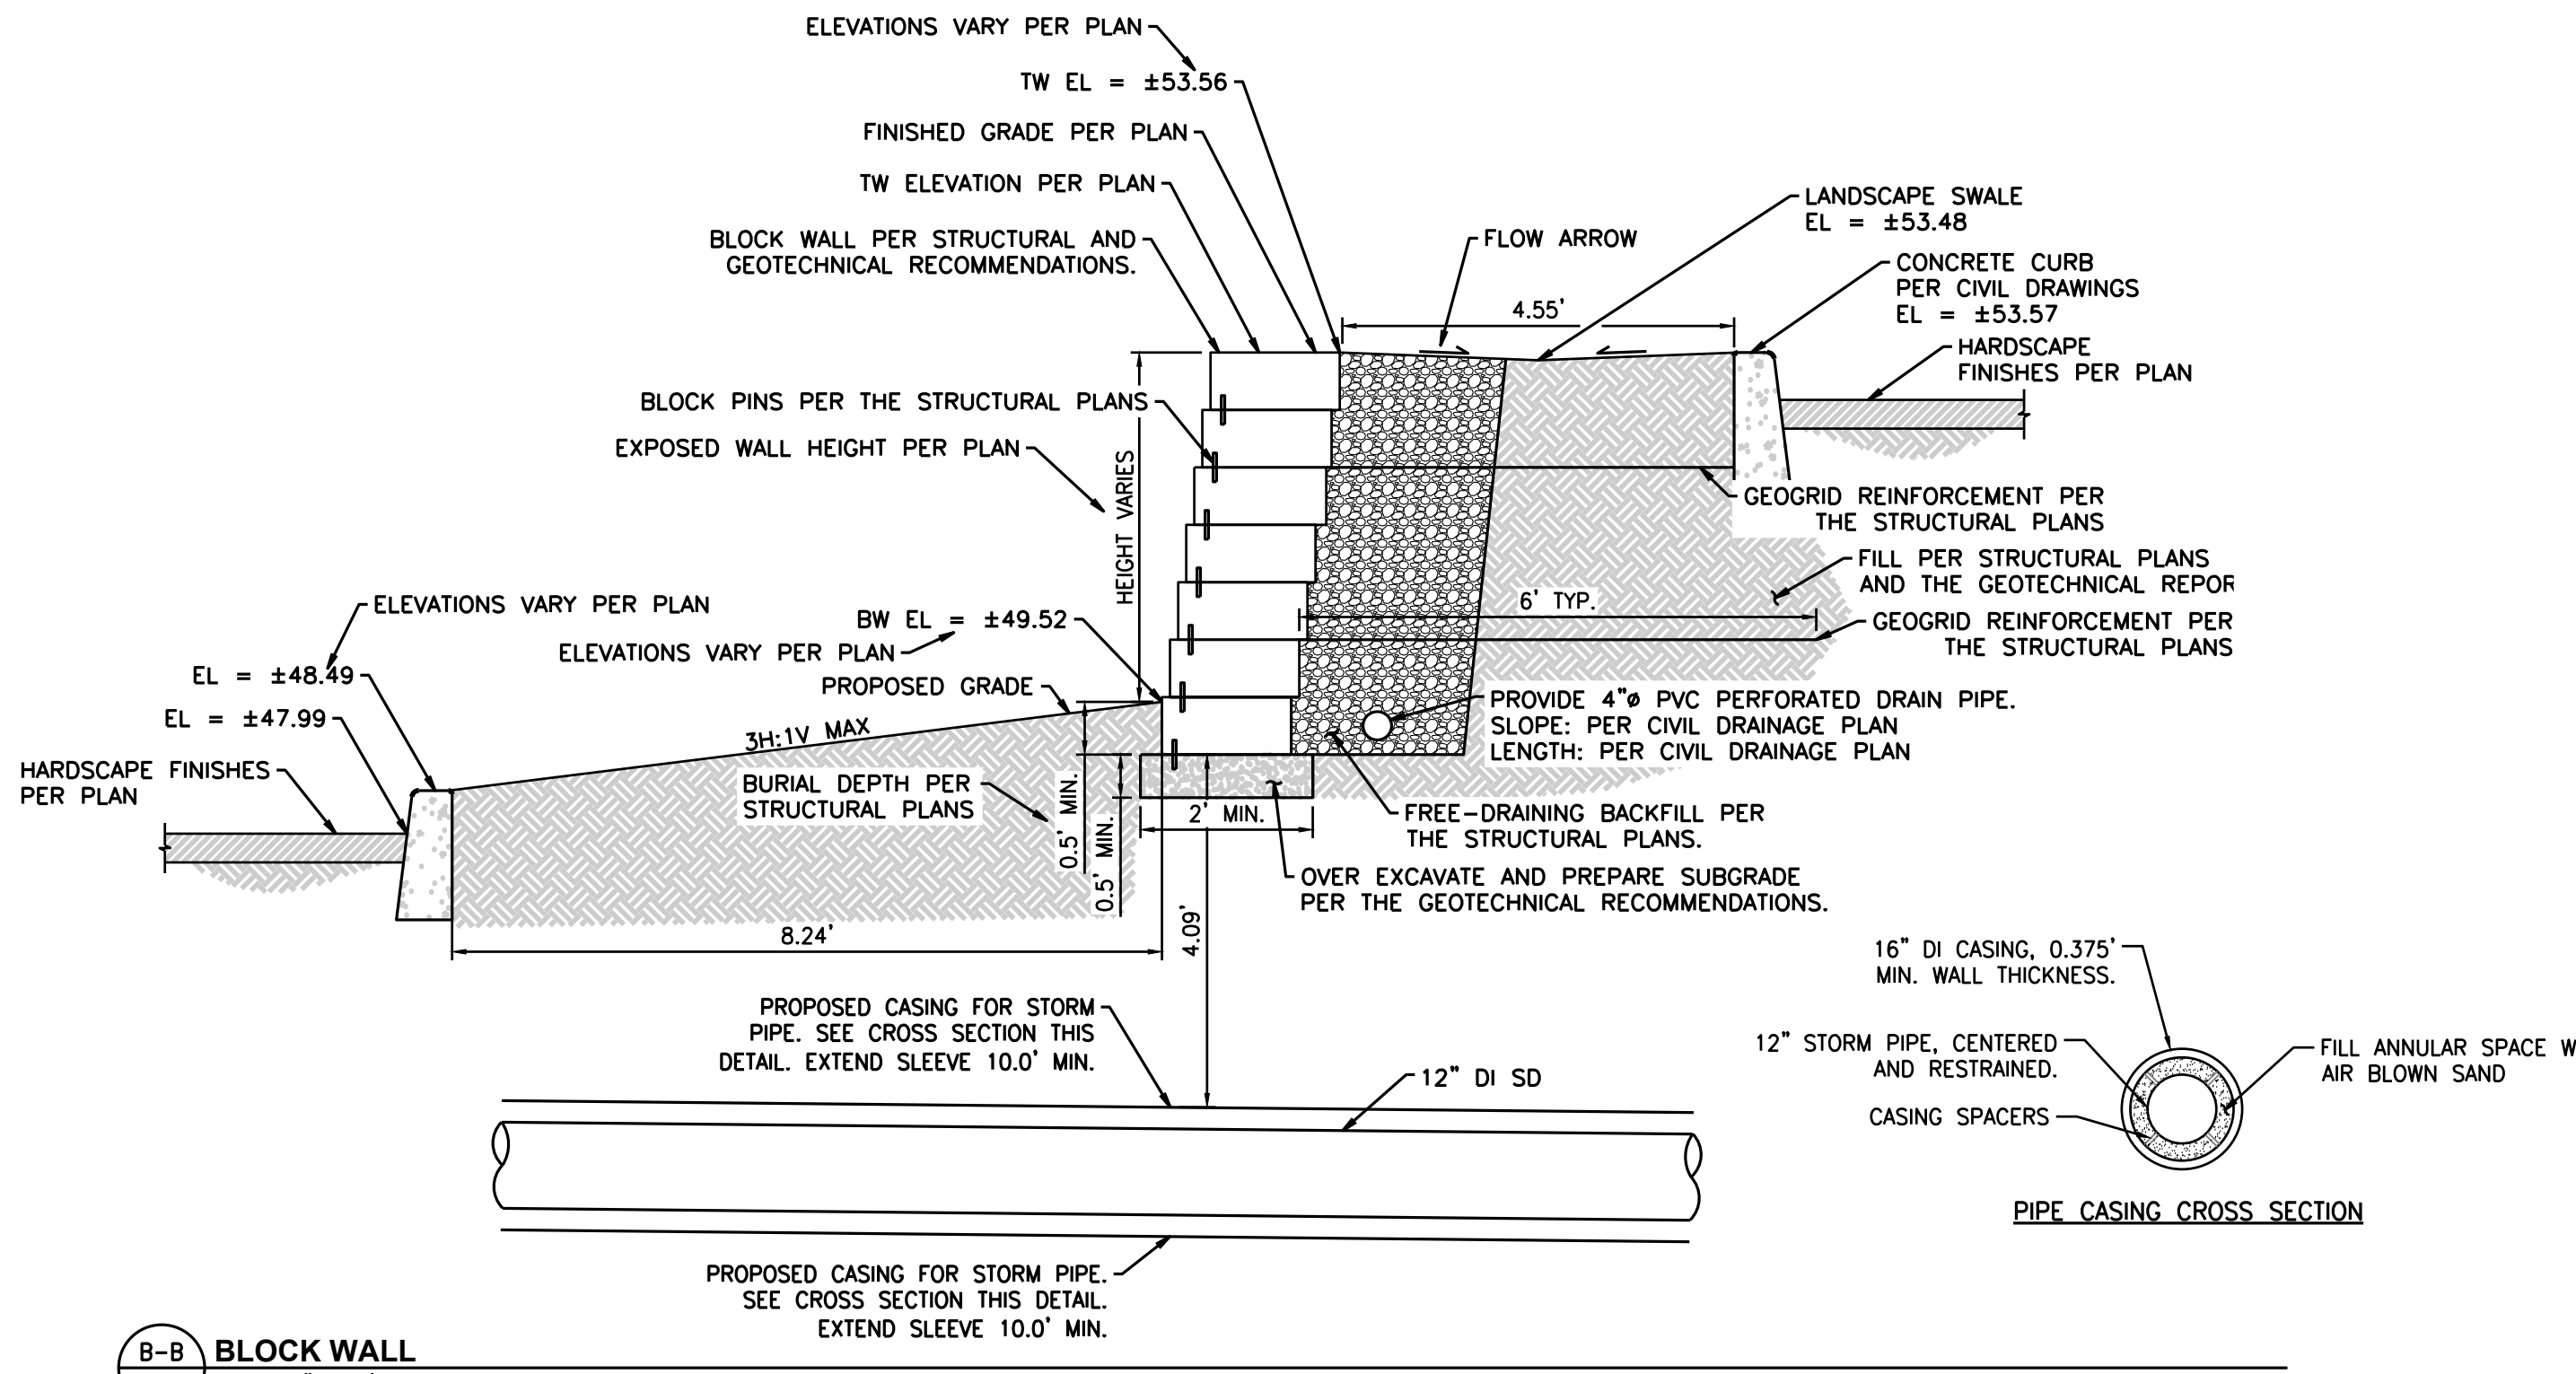 ELEVATIONS VARY PER PLAN
TW EL = ±53.56
FINISHED GRADE PER PLAN
TW ELEVATION PER PLAN
BLOCK WALL PER STRUCTURAL AND
GEOTECHNICAL RECOMMENDATIONS.
LANDSCAPE SWALE
EL = ±53.48
FLOW ARROW
CONCRETE CURB
PER CIVIL DRAWINGS
EL = ±53.57
4.55'
HARDSCAPE
FINISHES PER PLAN
BLOCK PINS PER THE STRUCTURAL PLANS
EXPOSED WALL HEIGHT PER PLAN
HEIGHT VARIES
GEOGRID REINFORCEMENT PER
THE STRUCTURAL PLANS
FILL PER STRUCTURAL PLANS
AND THE GEOTECHNICAL REPOR
6' TYP.
GEOGRID REINFORCEMENT PER
THE STRUCTURAL PLANS
ELEVATIONS VARY PER PLAN
BW EL = ±49.52
ELEVATIONS VARY PER PLAN
EL = ±48.49
PROPOSED GRADE
EL = ±47.99
3H:1V MAX
PROVIDE 4"ø PVC PERFORATED DRAIN PIPE.
SLOPE: PER CIVIL DRAINAGE PLAN
LENGTH: PER CIVIL DRAINAGE PLAN
HARDSCAPE FINISHES
PER PLAN
BURIAL DEPTH PER
STRUCTURAL PLANS
0.5' MIN.
0.5' MIN.
2' MIN.
FREE-DRAINING BACKFILL PER
THE STRUCTURAL PLANS.
OVER EXCAVATE AND PREPARE SUBGRADE
PER THE GEOTECHNICAL RECOMMENDATIONS.
8.24'
4.09'
16" DI CASING, 0.375'
MIN. WALL THICKNESS.
PROPOSED CASING FOR STORM
PIPE. SEE CROSS SECTION THIS
DETAIL. EXTEND SLEEVE 10.0' MIN.
12" DI SD
12" STORM PIPE, CENTERED
AND RESTRAINED.
FILL ANNULAR SPACE W
AIR BLOWN SAND
CASING SPACERS
PIPE CASING CROSS SECTION
PROPOSED CASING FOR STORM PIPE.
SEE CROSS SECTION THIS DETAIL.
EXTEND SLEEVE 10.0' MIN.
B-B
BLOCK WALL